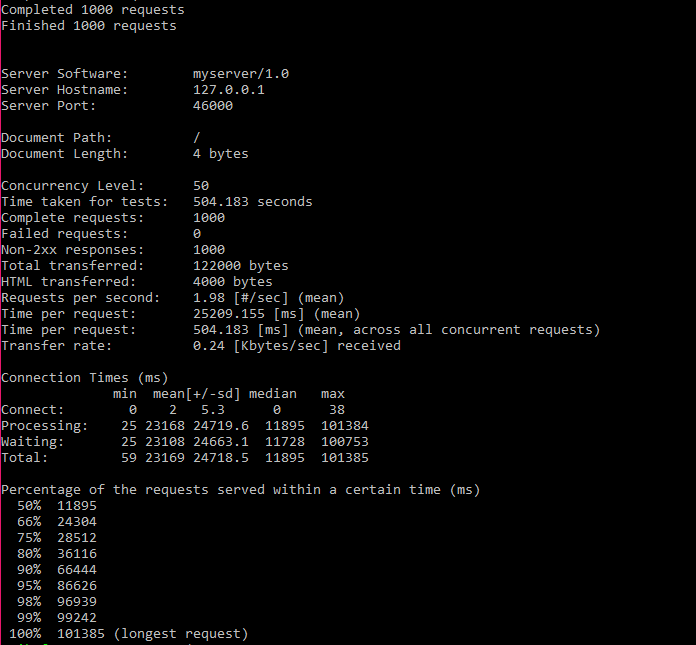 Completed 1000 requests
Finished 1000 requests
Server Software: myserver/1.0
Server Hostname: 127.0.0.1
Server Port: 46000
Document Path: /
Document Length: 4 bytes
Concurrency Level: 50
Time taken for tests: 504.183 seconds
Complete requests: 1000
Failed requests: 0
Non-2xx responses: 1000
Total transferred: 122000 bytes
HTML transferred: 4000 bytes
Requests per second: 1.98 [#/sec] (mean)
Time per request: 25209.155 [ms] (mean)
Time per request: 504.183 [ms] (mean, across all concurrent requests)
Transfer rate: 0.24 [Kbytes/sec] received
Connection Times (ms)
min mean[+/-sd] median max
Connect: 0 2 5.3 0 38
Processing: 25 23168 24719.6 11895 101384
Waiting: 25 23108 24663.1 11728 100753
Total: 59 23169 24718.5 11895 101385
Percentage of the requests served within a certain time (ms)
50% 11895
66% 24304
75% 28512
80% 36116
90% 66444
95% 86626
98% 96939
99% 99242
100% 101385 (longest request)